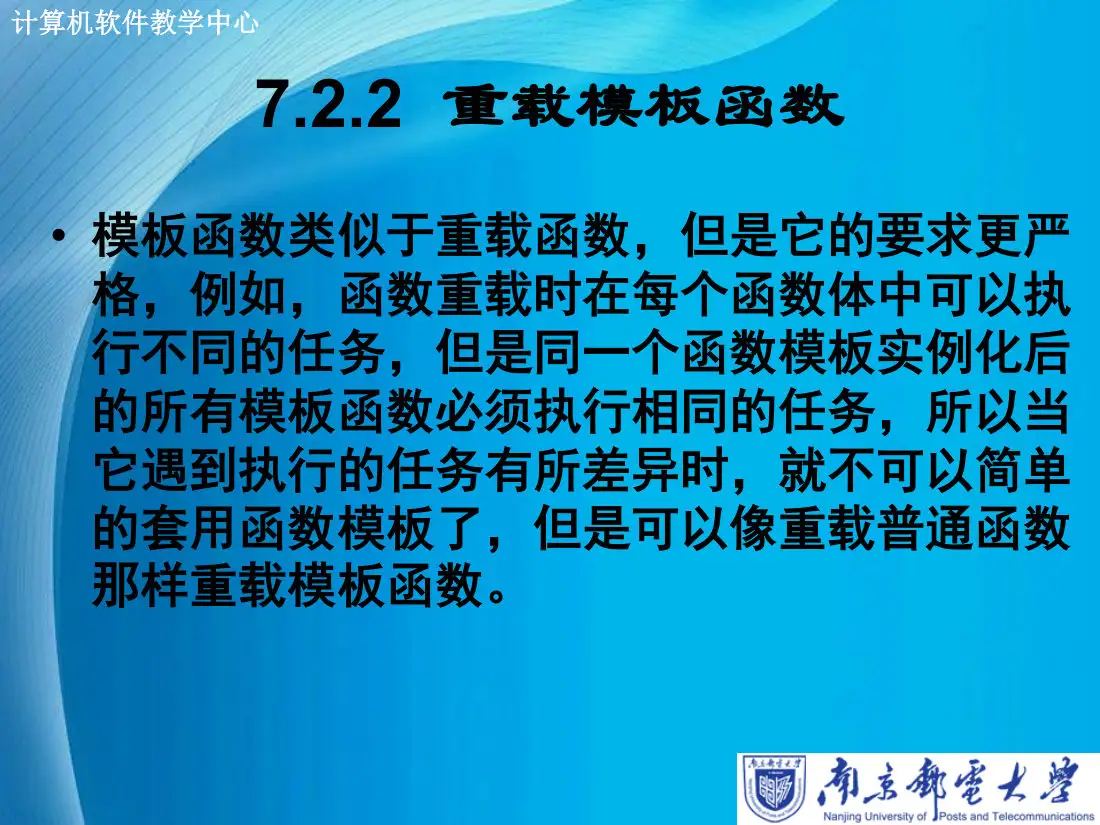 计算机软件教学中心
7.2.2 重载模板函数
• 模板函数类似于重载函数，但是它的要求更严
格，例如，函数重载时在每个函数体中可以执
行不同的任务，但是同一个函数模板实例化后
的所有模板函数必须执行相同的任务，所以当
它遇到执行的任务有所差异时，就不可以简单
的套用函数模板了，但是可以像重载普通函数
那样重载模板函数。
南京郵電大學
Nanjing University of Posts and Telecommunications